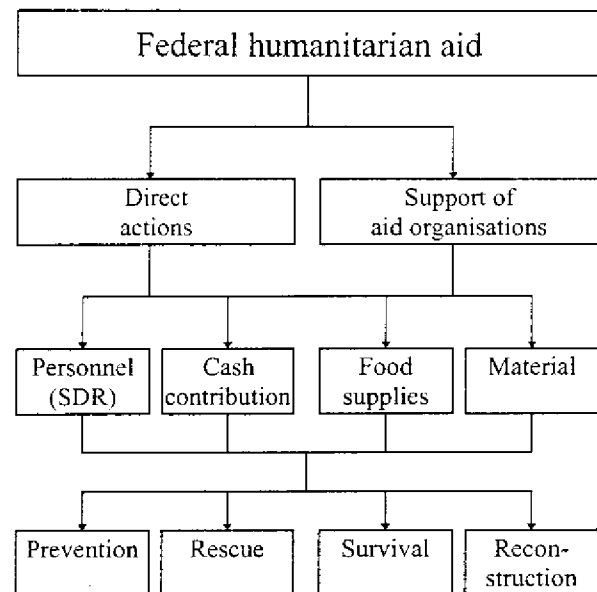 Federal humanitarian aid
Direct
actions
Support of
aid organisations
Personnel
(SDR)
Cash
contribution
Food
supplies
Material
Prevention
Rescue
Survival
Recon-
struction